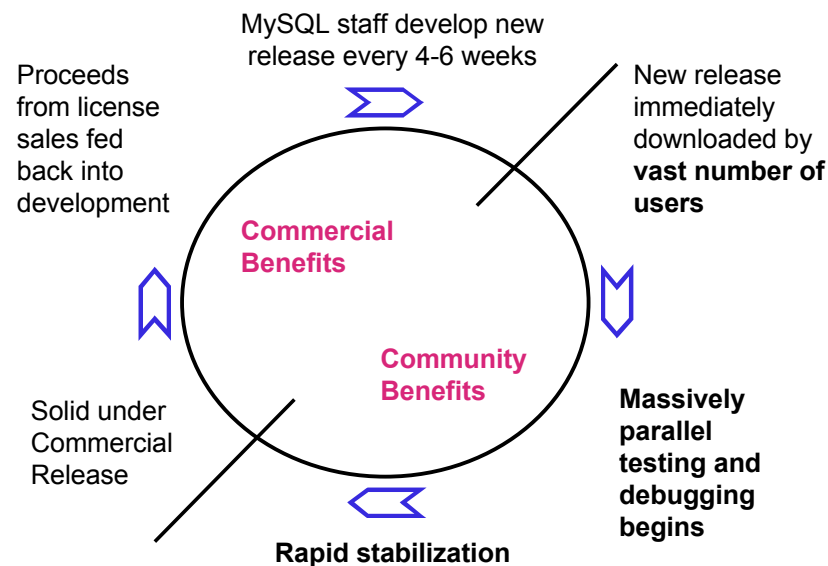 MySQL staff develop new
release every 4-6 weeks
New release
immediately
downloaded by
vast number of
users
Massively
parallel
testing and
debugging
begins
Rapid stabilization
Solid under
Commercial
Release
Proceeds
from license
sales fed
back into
development
Commercial
Benefits
Community
Benefits